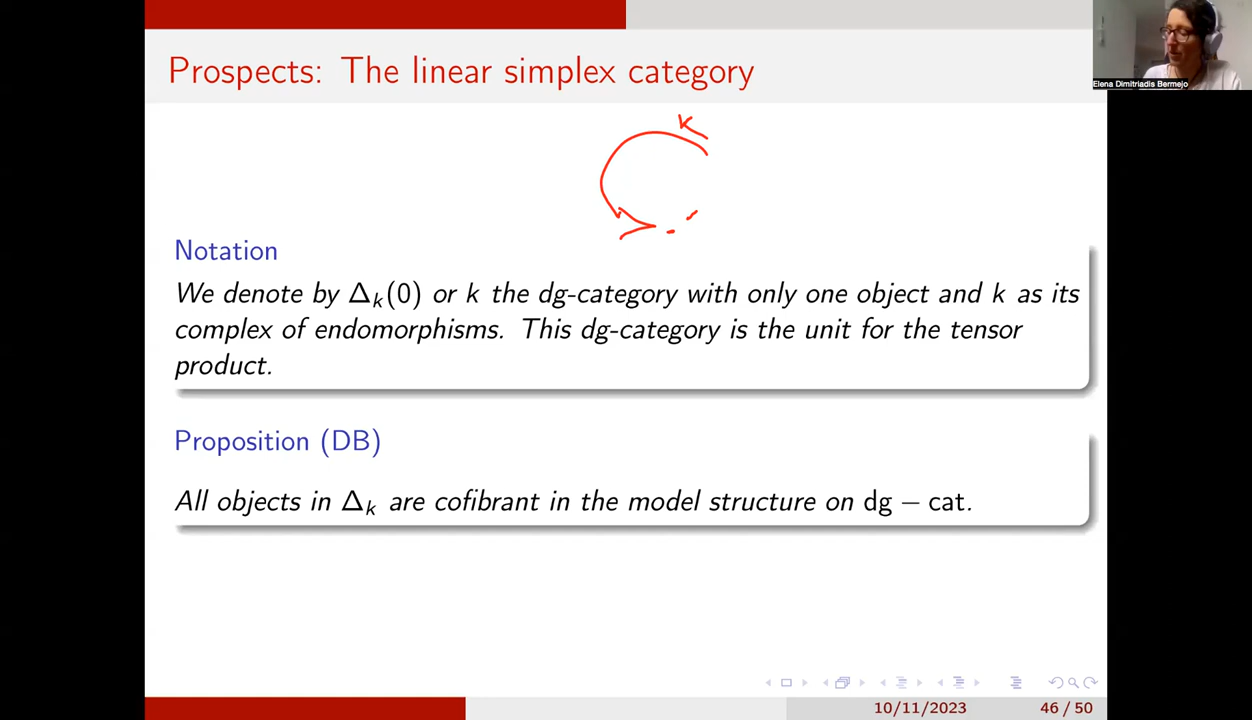 Elena Dimitriadis Bermejo
Prospects: The linear simplex category
k
Notation
We denote by Δₖ(0) or k the dg-category with only one object and k as its
complex of endomorphisms. This dg-category is the unit for the tensor
product.
Proposition (DB)
All objects in Δₖ are cofibrant in the model structure on dg − cat.
10/11/2023 46 / 50